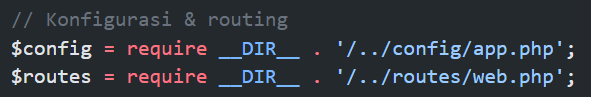 // Konfigurasi & routing
$config = require __DIR__ . '/../config/app.php';
$routes = require __DIR__ . '/../routes/web.php';